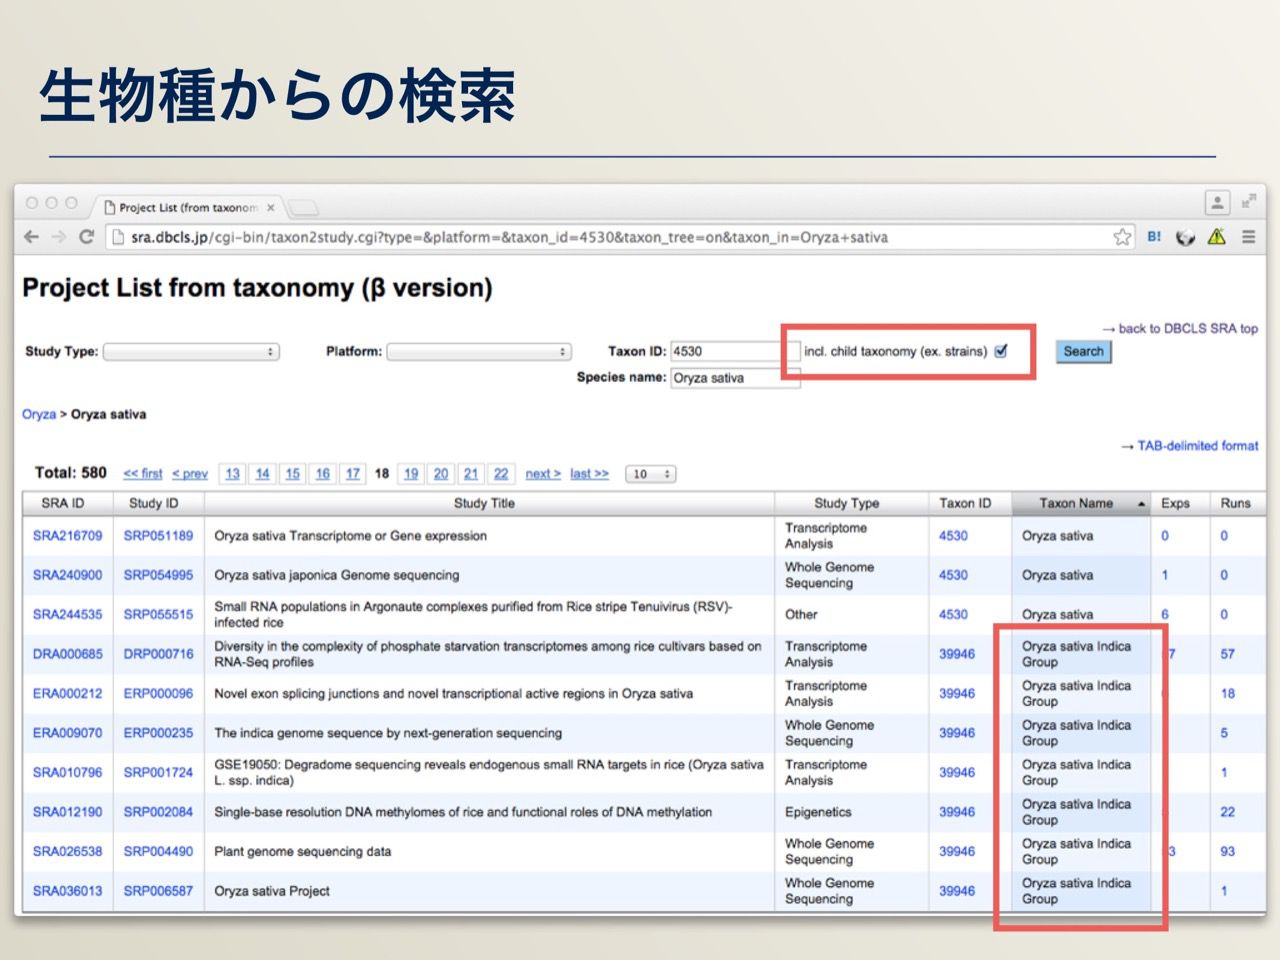 生物種からの検索
Project List (from taxonom
sra.dbcls.jp/cgi-bin/taxon2study.cgi?type=&platform=&taxon_id=4530&taxon_tree=on&taxon_in=Oryza+sativa
B!
Project List from taxonomy (β version)
→ back to DBCLS SRA top
Study Type: Platform: Taxon ID: 4530 incl. child taxonomy (ex. strains) Search
Species name: Oryza sativa
Oryza > Oryza sativa
→ TAB-delimited format
Total: 580 << first < prev 13 14 15 16 17 18 19 20 21 22 next > last >> 10
SRA ID Study ID Study Title Study Type Taxon ID Taxon Name Exps Runs
SRA216709 SRP051189 Oryza sativa Transcriptome or Gene expression Transcriptome Analysis 4530 Oryza sativa 0 0
SRA240900 SRP054995 Oryza sativa japonica Genome sequencing Whole Genome Sequencing 4530 Oryza sativa 1 0
SRA244535 SRP055515 Small RNA populations in Argonaute complexes purified from Rice stripe Tenuivirus (RSV)-infected rice Other 4530 Oryza sativa 6 0
DRA000685 DRP000716 Diversity in the complexity of phosphate starvation transcriptomes among rice cultivars based on RNA-Seq profiles Transcriptome Analysis 39946 Oryza sativa Indica Group 7 57
ERA000212 ERP000096 Novel exon splicing junctions and novel transcriptional active regions in Oryza sativa Transcriptome Analysis 39946 Oryza sativa Indica Group 18
ERA009070 ERP000235 The indica genome sequence by next-generation sequencing Whole Genome Sequencing 39946 Oryza sativa Indica Group 5
SRA010796 SRP001724 GSE19050: Degradome sequencing reveals endogenous small RNA targets in rice (Oryza sativa L. ssp. indica) Transcriptome Analysis 39946 Oryza sativa Indica Group 1
SRA012190 SRP002084 Single-base resolution DNA methylomes of rice and functional roles of DNA methylation Epigenetics 39946 Oryza sativa Indica Group 22
SRA026538 SRP004490 Plant genome sequencing data Whole Genome Sequencing 39946 Oryza sativa Indica Group 3 93
SRA036013 SRP006587 Oryza sativa Project Whole Genome Sequencing 39946 Oryza sativa Indica Group 1